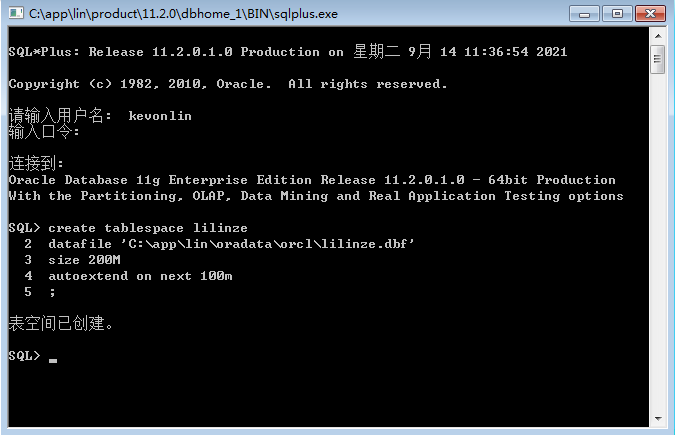 C:\app\lin\product\11.2.0\dbhome_1\BIN\sqlplus.exe
SQL*Plus: Release 11.2.0.1.0 Production on 星期二 9月 14 11:36:54 2021
Copyright (c) 1982, 2010, Oracle.  All rights reserved.
请输入用户名:  kevonlin
输入口令:
连接到:
Oracle Database 11g Enterprise Edition Release 11.2.0.1.0 - 64bit Production
With the Partitioning, OLAP, Data Mining and Real Application Testing options
SQL> create tablespace lilinze
  2  datafile 'C:\app\lin\oradata\orcl\lilinze.dbf'
  3  size 200M
  4  autoextend on next 100m
  5  ;
表空间已创建。
SQL> _